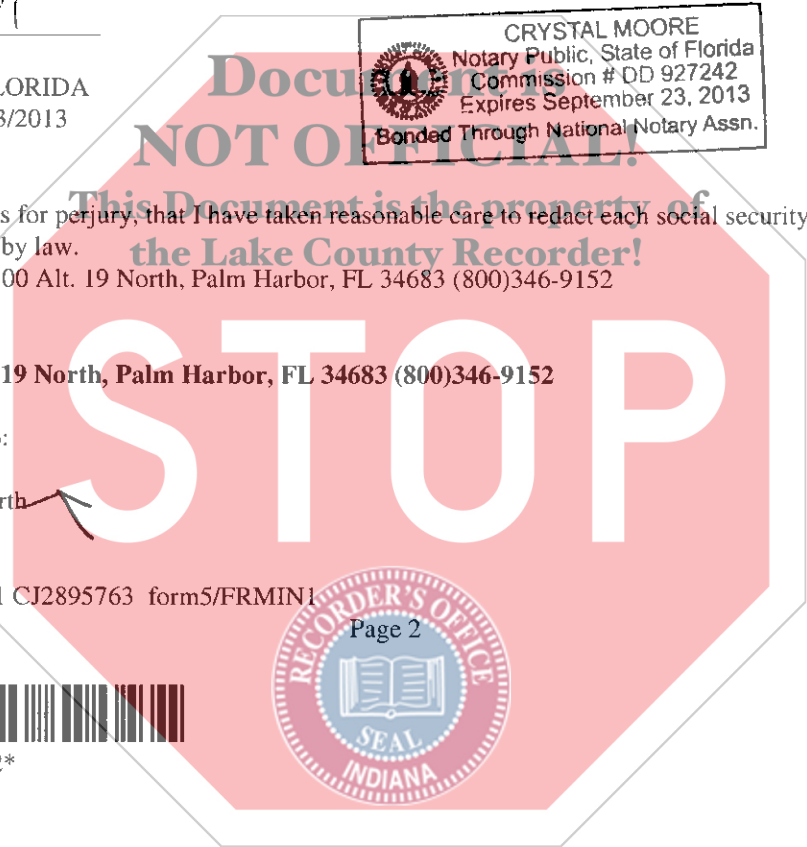 CRYSTAL MOORE
Notary Public, State of Florida
Commission # DD 927242
Expires September 23, 2013
Bonded Through National Notary Assn.
LORIDA
3/2013
Document is
NOT OFFICIAL!
This Document is the property of
the Lake County Recorder!
s for perjury, that I have taken reasonable care to redact each social security
by law.
00 Alt. 19 North, Palm Harbor, FL 34683 (800)346-9152
STOP
19 North, Palm Harbor, FL 34683 (800)346-9152
:
rth
CJ2895763 form5/FRMIN1
Page 2
RECORDER'S OFFICE
SEAL
INDIANA
*